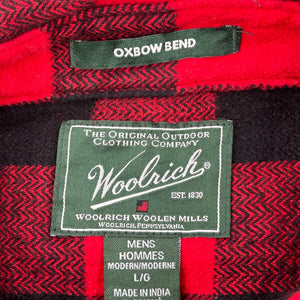 OXBOW BEND
THE ORIGINAL OUTDOOR
CLOTHING COMPANY
Woolrich®
EST. 1830
WOOLRICH WOOLEN MILLS
WOOLRICH, PENNSYLVANIA
MENS
HOMMES
MODERN/MODERNE
L/G
MADE IN INDIA